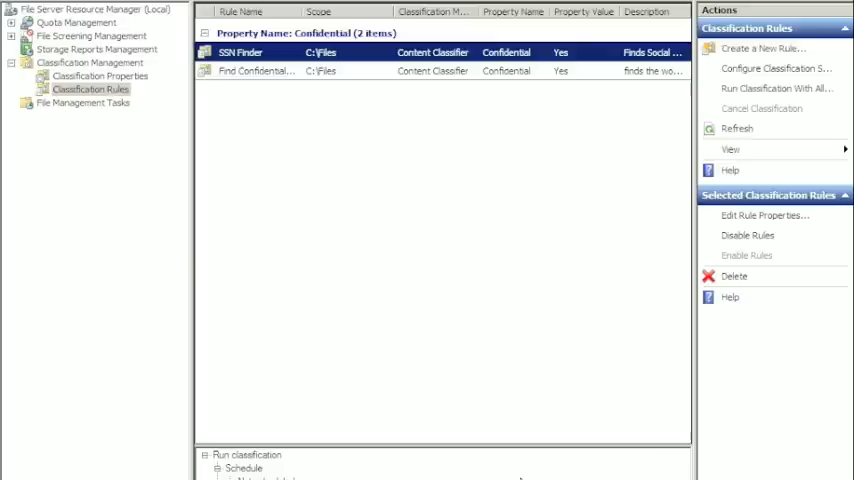 File Server Resource Manager (Local)
Quota Management
File Screening Management
Storage Reports Management
Classification Management
Classification Properties
Classification Rules
File Management Tasks
Rule Name Scope Classification M... Property Name Property Value Description
Property Name: Confidential (2 items)
SSN Finder C:\Files Content Classifier Confidential Yes Finds Social ...
Find Confidential... C:\Files Content Classifier Confidential Yes finds the wo...
Run classification
Schedule
Actions
Classification Rules
Create a New Rule...
Configure Classification S...
Run Classification With All...
Cancel Classification
Refresh
View
Help
Selected Classification Rules
Edit Rule Properties...
Disable Rules
Enable Rules
Delete
Help